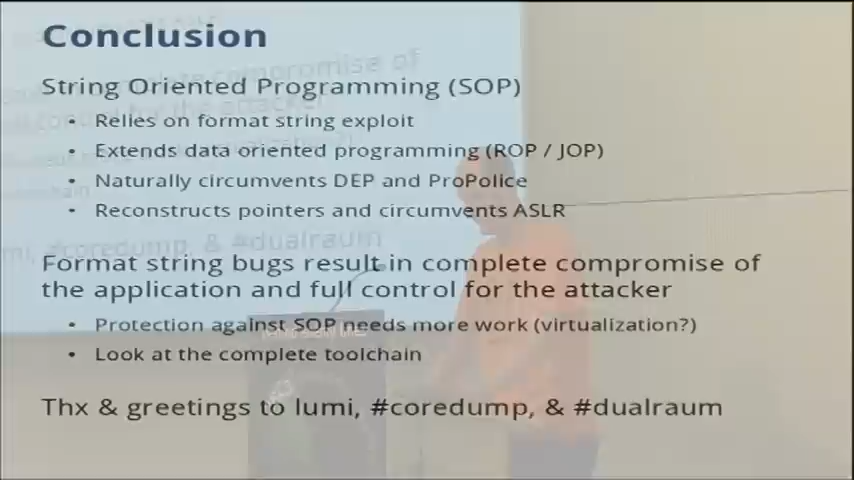 Conclusion
String Oriented Programming (SOP)
• Relies on format string exploit
• Extends data oriented programming (ROP / JOP)
• Naturally circumvents DEP and ProPolice
• Reconstructs pointers and circumvents ASLR
Format string bugs result in complete compromise of
the application and full control for the attacker
• Protection against SOP needs more work (virtualization?)
• Look at the complete toolchain
Thx & greetings to lumi, #coredump, & #dualraum